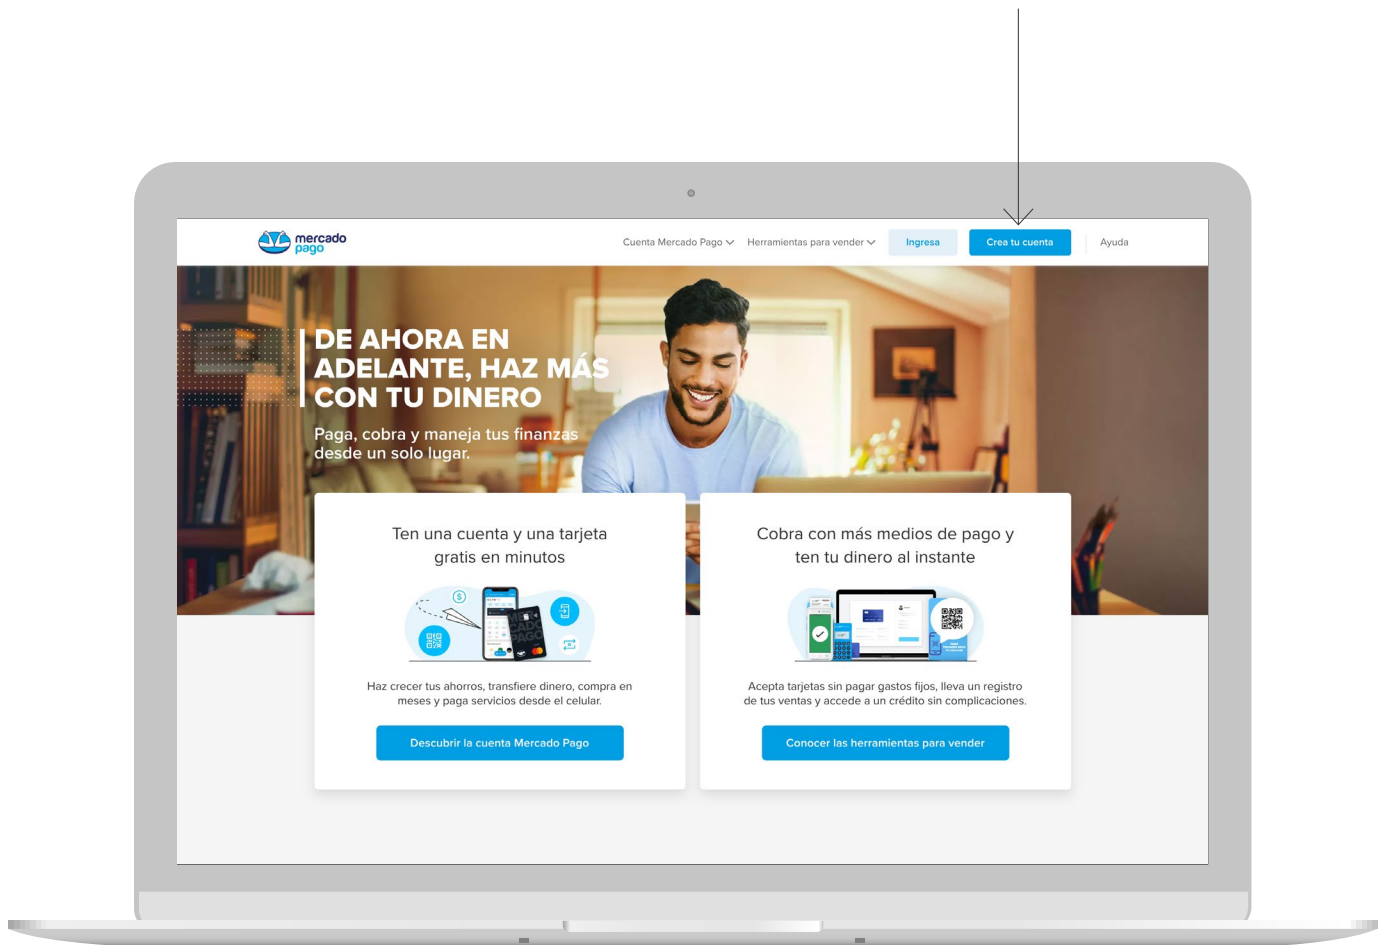 mercado
pago
Cuenta Mercado Pago
Herramientas para vender
Ingresa
Crea tu cuenta
Ayuda
DE AHORA EN
ADELANTE, HAZ MÁS
CON TU DINERO
Paga, cobra y maneja tus finanzas
desde un solo lugar.
Ten una cuenta y una tarjeta
gratis en minutos
$
MERCADO
PAGO
Haz crecer tus ahorros, transfiere dinero, compra en
meses y paga servicios desde el celular.
Descubrir la cuenta Mercado Pago
Cobra con más medios de pago y
ten tu dinero al instante
Acepta tarjetas sin pagar gastos fijos, lleva un registro
de tus ventas y accede a un crédito sin complicaciones.
Conocer las herramientas para vender